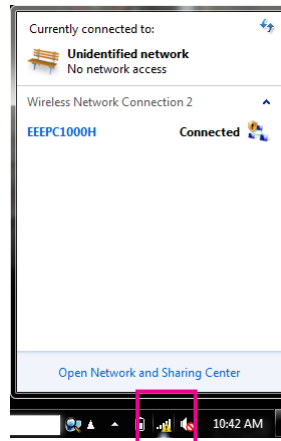 Currently connected to:
Unidentified network
No network access
Wireless Network Connection 2
EEEPC1000H Connected
Open Network and Sharing Center
10:42 AM